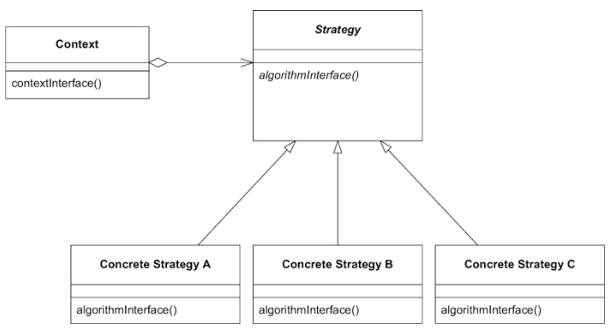 Context
contextInterface()
Strategy
algorithmInterface()
Concrete Strategy A
algorithmInterface()
Concrete Strategy B
algorithmInterface()
Concrete Strategy C
algorithmInterface()